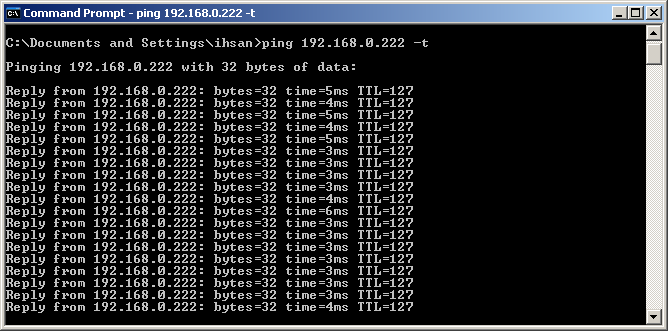 Command Prompt - ping 192.168.0.222 -t
C:\Documents and Settings\ihsan>ping 192.168.0.222 -t
Pinging 192.168.0.222 with 32 bytes of data:
Reply from 192.168.0.222: bytes=32 time=5ms TTL=127
Reply from 192.168.0.222: bytes=32 time=4ms TTL=127
Reply from 192.168.0.222: bytes=32 time=5ms TTL=127
Reply from 192.168.0.222: bytes=32 time=4ms TTL=127
Reply from 192.168.0.222: bytes=32 time=5ms TTL=127
Reply from 192.168.0.222: bytes=32 time=3ms TTL=127
Reply from 192.168.0.222: bytes=32 time=3ms TTL=127
Reply from 192.168.0.222: bytes=32 time=3ms TTL=127
Reply from 192.168.0.222: bytes=32 time=3ms TTL=127
Reply from 192.168.0.222: bytes=32 time=4ms TTL=127
Reply from 192.168.0.222: bytes=32 time=6ms TTL=127
Reply from 192.168.0.222: bytes=32 time=3ms TTL=127
Reply from 192.168.0.222: bytes=32 time=3ms TTL=127
Reply from 192.168.0.222: bytes=32 time=3ms TTL=127
Reply from 192.168.0.222: bytes=32 time=3ms TTL=127
Reply from 192.168.0.222: bytes=32 time=3ms TTL=127
Reply from 192.168.0.222: bytes=32 time=3ms TTL=127
Reply from 192.168.0.222: bytes=32 time=3ms TTL=127
Reply from 192.168.0.222: bytes=32 time=4ms TTL=127